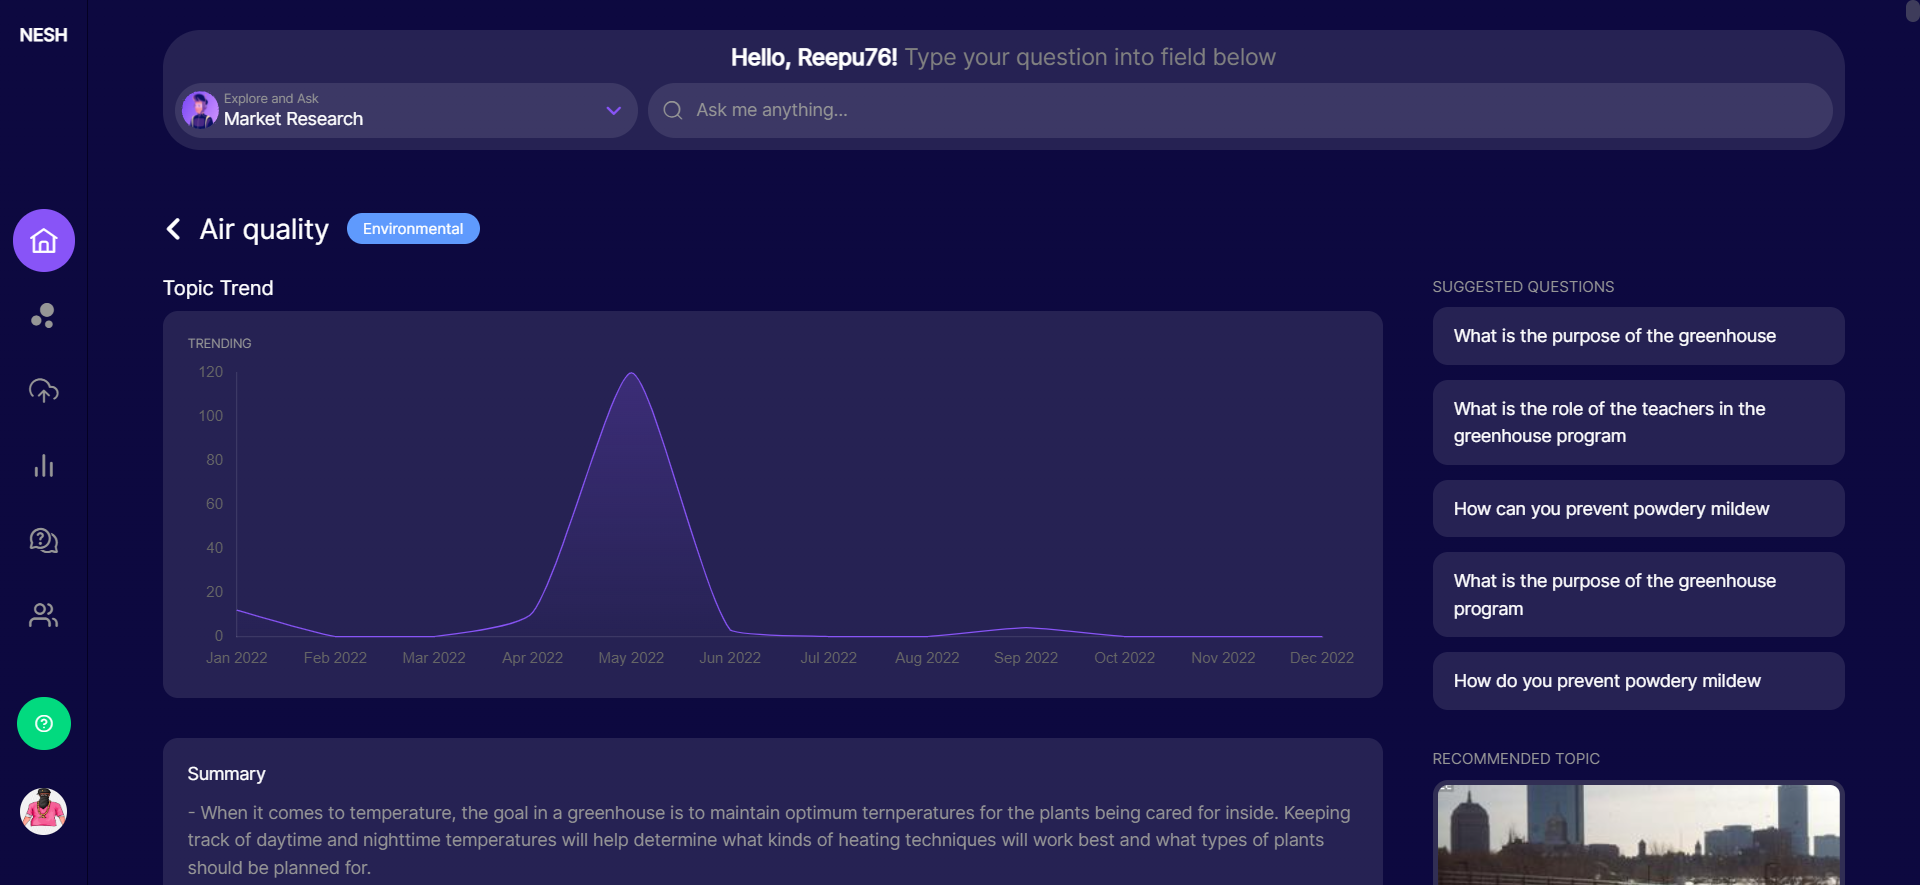 NESH
Hello, Reepu76! Type your question into field below
Explore and Ask
Market Research
Ask me anything...
Air quality
Environmental
Topic Trend
TRENDING
120
100
80
60
40
20
0
Jan 2022
Feb 2022
Mar 2022
Apr 2022
May 2022
Jun 2022
Jul 2022
Aug 2022
Sep 2022
Oct 2022
Nov 2022
Dec 2022
Summary
- When it comes to temperature, the goal in a greenhouse is to maintain optimum ternperatures for the plants being cared for inside. Keeping
track of daytime and nighttime temperatures will help determine what kinds of heating techniques will work best and what types of plants
should be planned for.
SUGGESTED QUESTIONS
What is the purpose of the greenhouse
What is the role of the teachers in the
greenhouse program
How can you prevent powdery mildew
What is the purpose of the greenhouse
program
How do you prevent powdery mildew
RECOMMENDED TOPIC